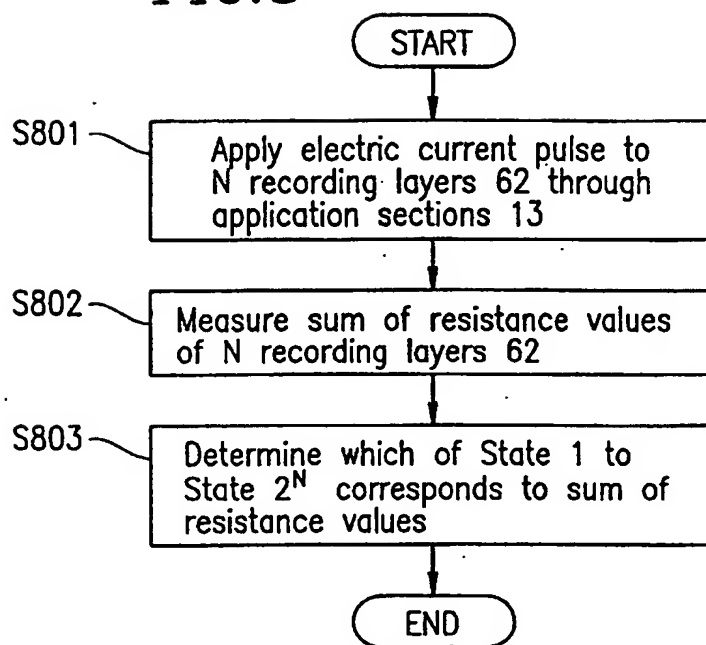 START
S801
Apply electric current pulse to
N recording layers 62 through
application sections 13
S802
Measure sum of resistance values
of N recording layers 62
S803
Determine which of State 1 to
State 2^N corresponds to sum of
resistance values
END